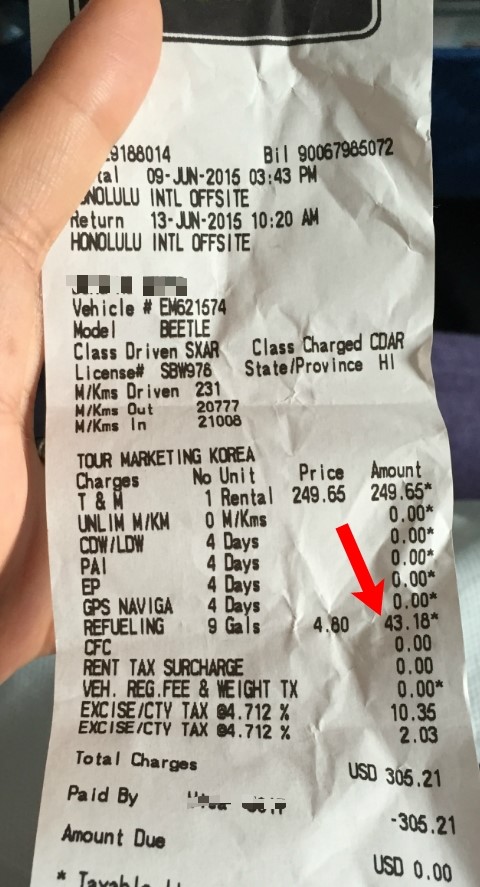 9188014 Bil 90067985072
09-JUN-2015 03:43 PM
HONOLULU INTL OFFSITE
Return 13-JUN-2015 10:20 AM
HONOLULU INTL OFFSITE
Vehicle # EM621574
Model BEETLE
Class Driven SXAR Class Charged CDAR
License# SBW976 State/Province HI
M/Kms Driven 231
M/Kms Out 20777
M/Kms In 21008
TOUR MARKETING KOREA
Charges No Unit Price Amount
T & M 1 Rental 249.65 249.65*
UNLIM M/KM 0 M/Kms 0.00*
CDW/LDW 4 Days 0.00*
PAI 4 Days 0.00*
EP 4 Days 0.00*
GPS NAVIGA 4 Days 0.00*
REFUELING 9 Gals 4.80 43.18*
CFC 0.00
RENT TAX SURCHARGE 0.00
VEH. REG.FEE & WEIGHT TX 0.00*
EXCISE/CTY TAX @4.712 % 10.35
EXCISE/CTY TAX @4.712 % 2.03
Total Charges USD 305.21
Paid By -305.21
Amount Due USD 0.00
* Taxable